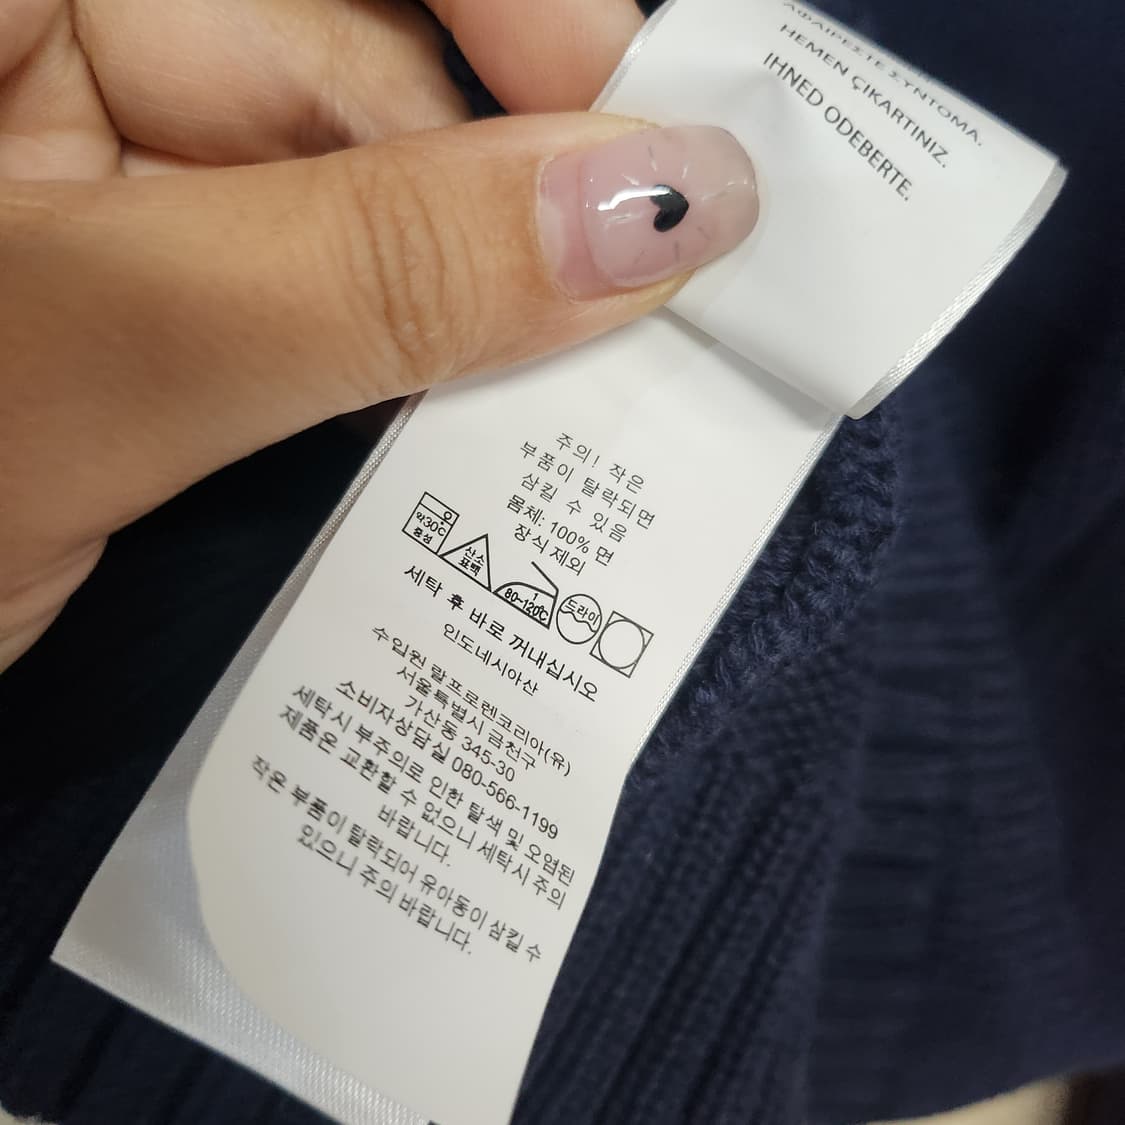 ΑΦΑΙΡΕΣΤΕ ΣΥΝΤΟΜΑ.
HEMEN ÇIKARTINIZ.
IHNED ODEBERTE.
주의! 작은
부품이 탈락되면
삼킬 수 있음
몸체: 100% 면
장식제외
약30℃
중성
산소
표백
1
80~120℃
드라이
세탁 후 바로 꺼내십시오
인도네시아산
수입원 랄프로렌코리아(유)
서울특별시 금천구
가산동 345-30
소비자상담실 080-566-1199
세탁시 부주의로 인한 탈색 및 오염된
제품은 교환할 수 없으니 세탁시 주의
바랍니다.
작은 부품이 탈락되어 유아동이 삼킬 수
있으니 주의 바랍니다.